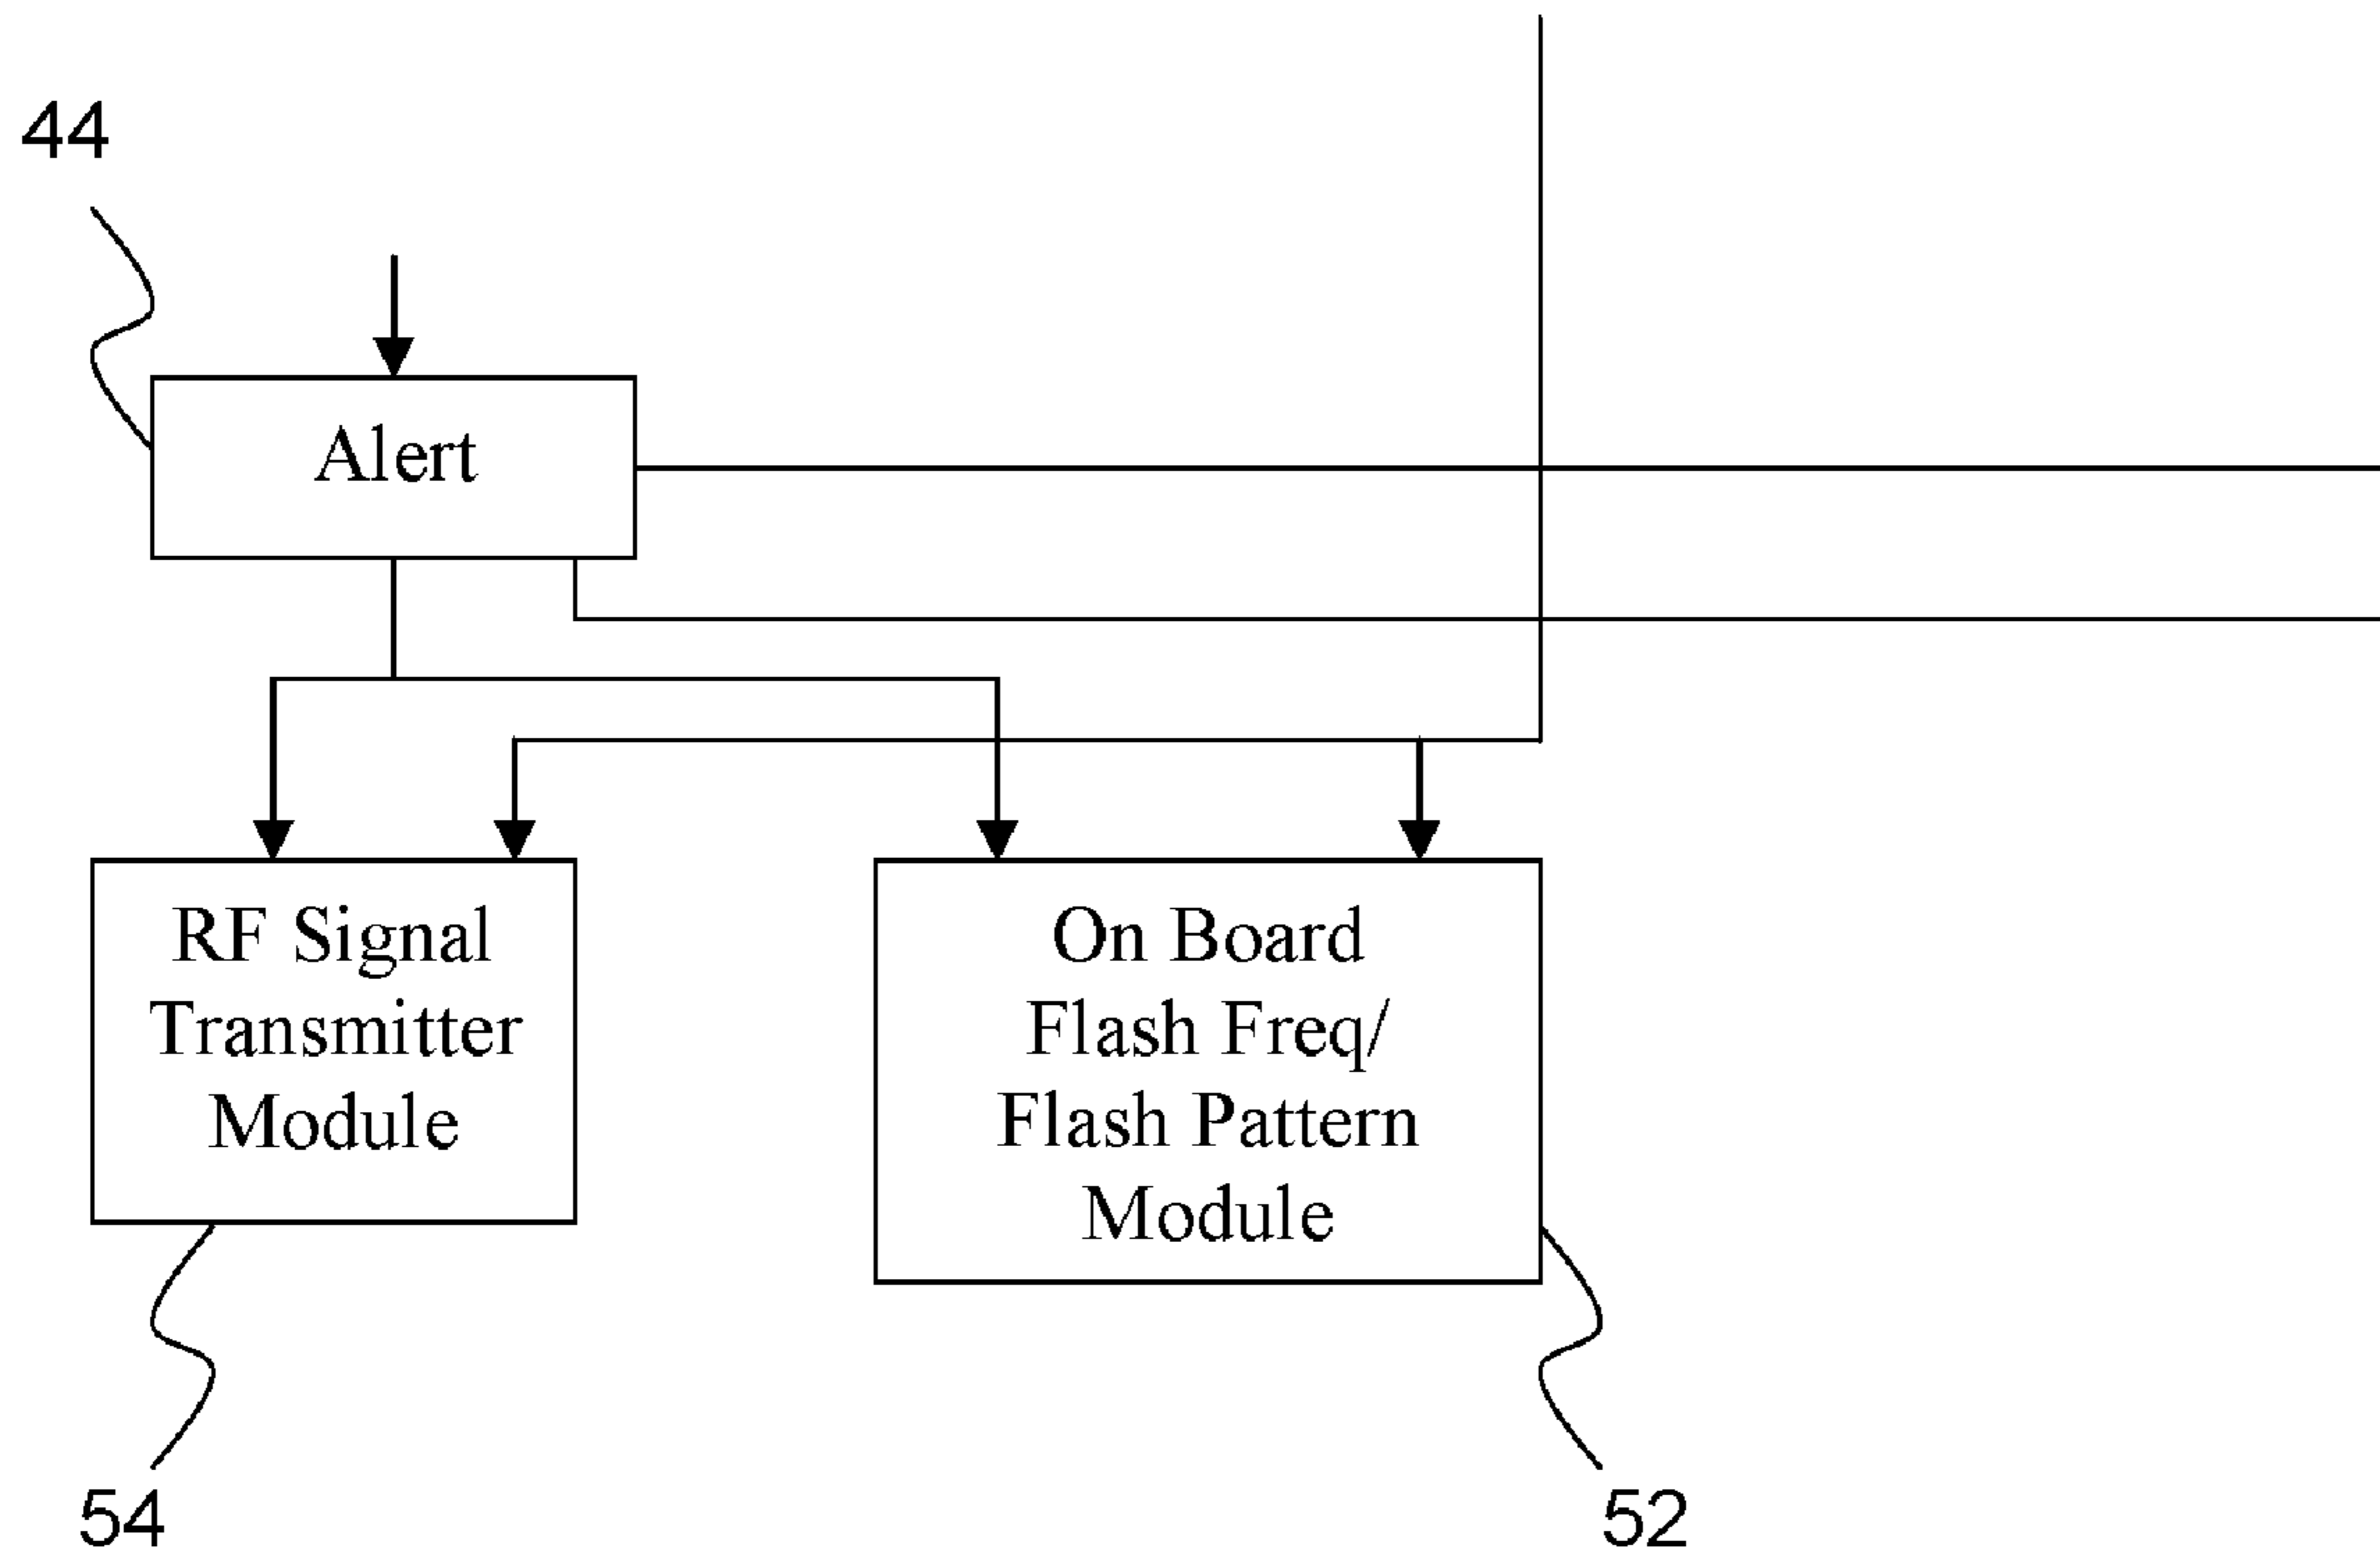 44
Alert
RF Signal
Transmitter
Module
On Board
Flash Freq/
Flash Pattern
Module
54
52